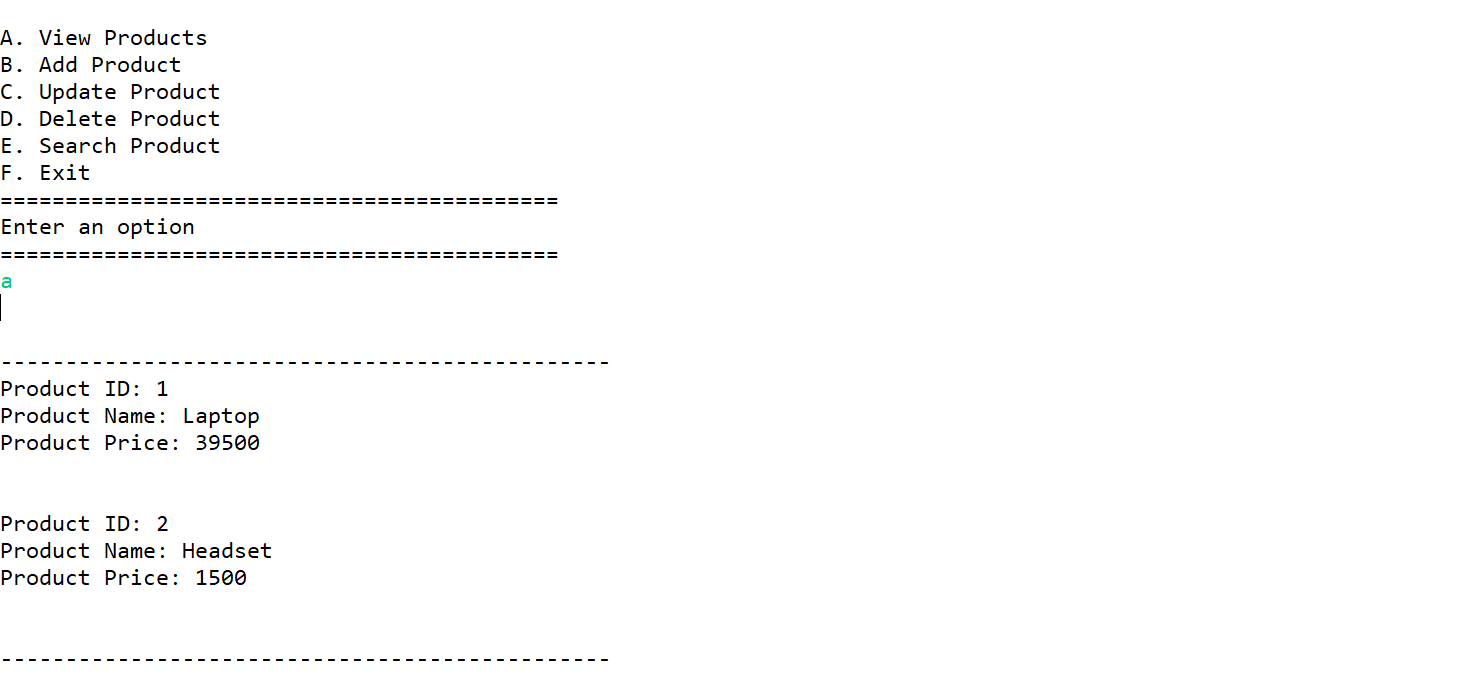 A. View Products
B. Add Product
C. Update Product
D. Delete Product
E. Search Product
F. Exit
===========================================
Enter an option
===========================================
a
-----------------------------------------------
Product ID: 1
Product Name: Laptop
Product Price: 39500
Product ID: 2
Product Name: Headset
Product Price: 1500
-----------------------------------------------